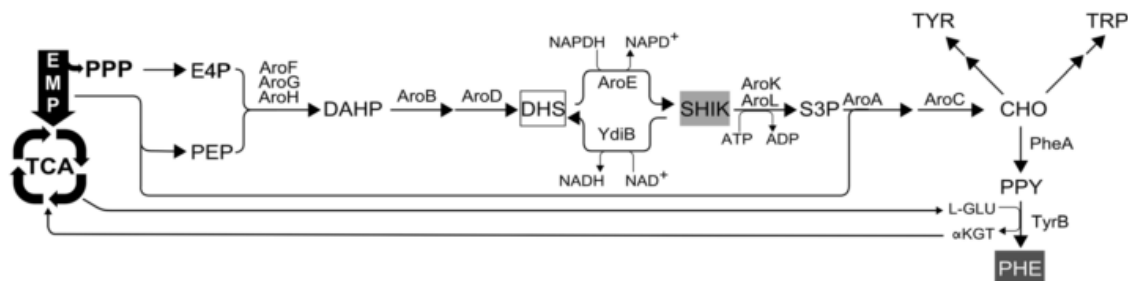 TYR
TRP
EMP
PPP
E4P
AroF
AroG
AroH
DAHP
AroB
AroD
DHS
NAPDH
NAPD+
AroE
YdiB
NADH
NAD+
SHIK
AroK
AroL
ATP
ADP
S3P
AroA
AroC
CHO
PEP
TCA
PheA
PPY
L-GLU
TyrB
αKGT
PHE